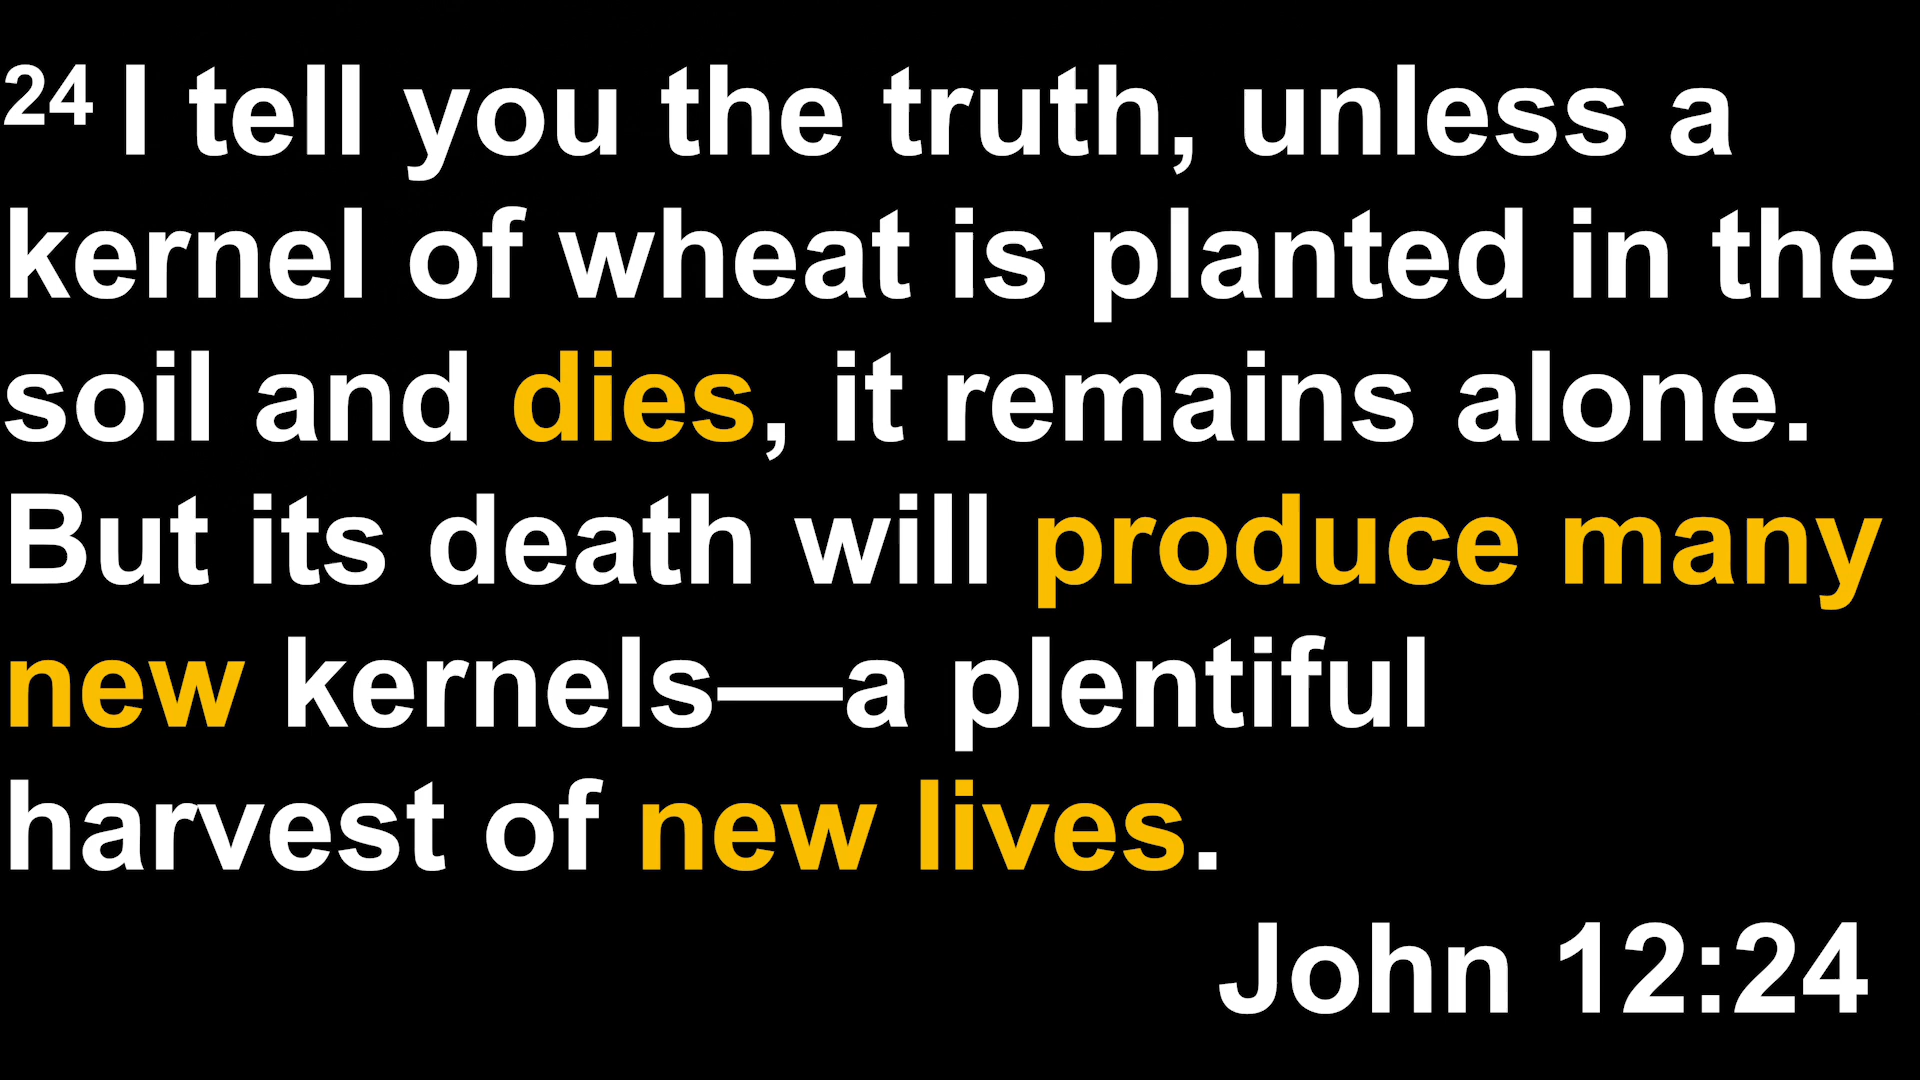 24 I tell you the truth, unless a
kernel of wheat is planted in the
soil and dies, it remains alone.
But its death will produce many
new kernels—a plentiful
harvest of new lives.
John 12:24